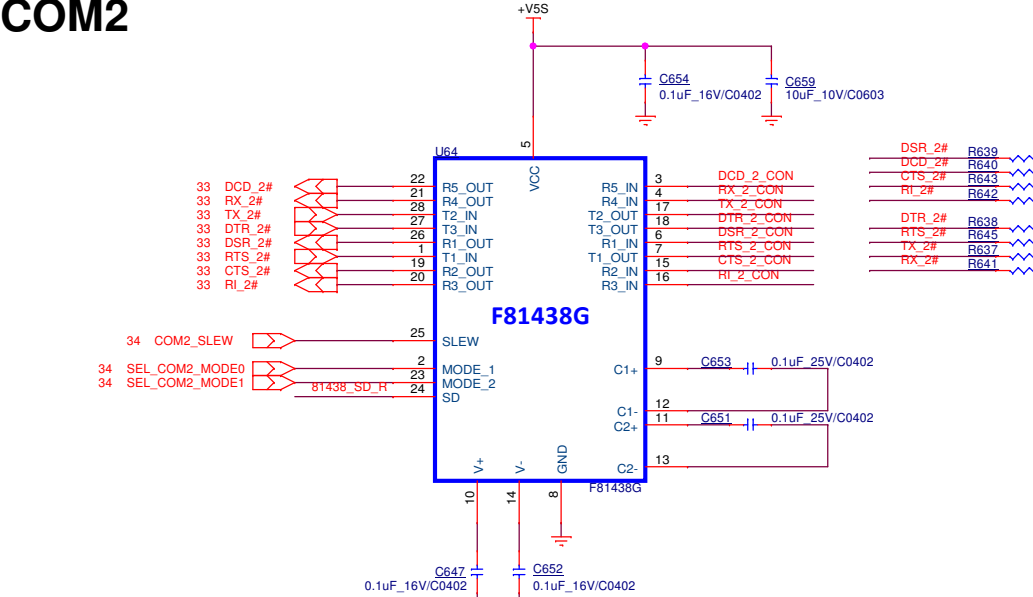 COM2
+V5S
C654
0.1uF_16V/C0402
C659
10uF_10V/C0603
U64
5
VCC
33 DCD_2# 22 R5_OUT
33 RX_2# 21 R4_OUT
33 TX_2# 28 T2_IN
33 DTR_2# 27 T3_IN
33 DSR_2# 26 R1_OUT
33 RTS_2# 1 T1_IN
33 CTS_2# 19 R2_OUT
33 RI_2# 20 R3_OUT
R5_IN 3 DCD_2_CON
R4_IN 4 RX_2_CON
T2_OUT 17 TX_2_CON
T3_OUT 18 DTR_2_CON
R1_IN 6 DSR_2_CON
T1_OUT 7 RTS_2_CON
R2_IN 15 CTS_2_CON
R3_IN 16 RI_2_CON
DSR_2# R639
DCD_2# R640
CTS_2# R643
RI_2# R642
DTR_2# R638
RTS_2# R645
TX_2# R637
RX_2# R641
F81438G
34 COM2_SLEW 25 SLEW
34 SEL_COM2_MODE0 2 MODE_1
34 SEL_COM2_MODE1 23 MODE_2
81438_SD_R 24 SD
C1+ 9 C653 0.1uF_25V/C0402
C1- 12
C2+ 11 C651 0.1uF_25V/C0402
C2- 13
V+ V- GND
F81438G
10 14 8
C647
0.1uF_16V/C0402
C652
0.1uF_16V/C0402